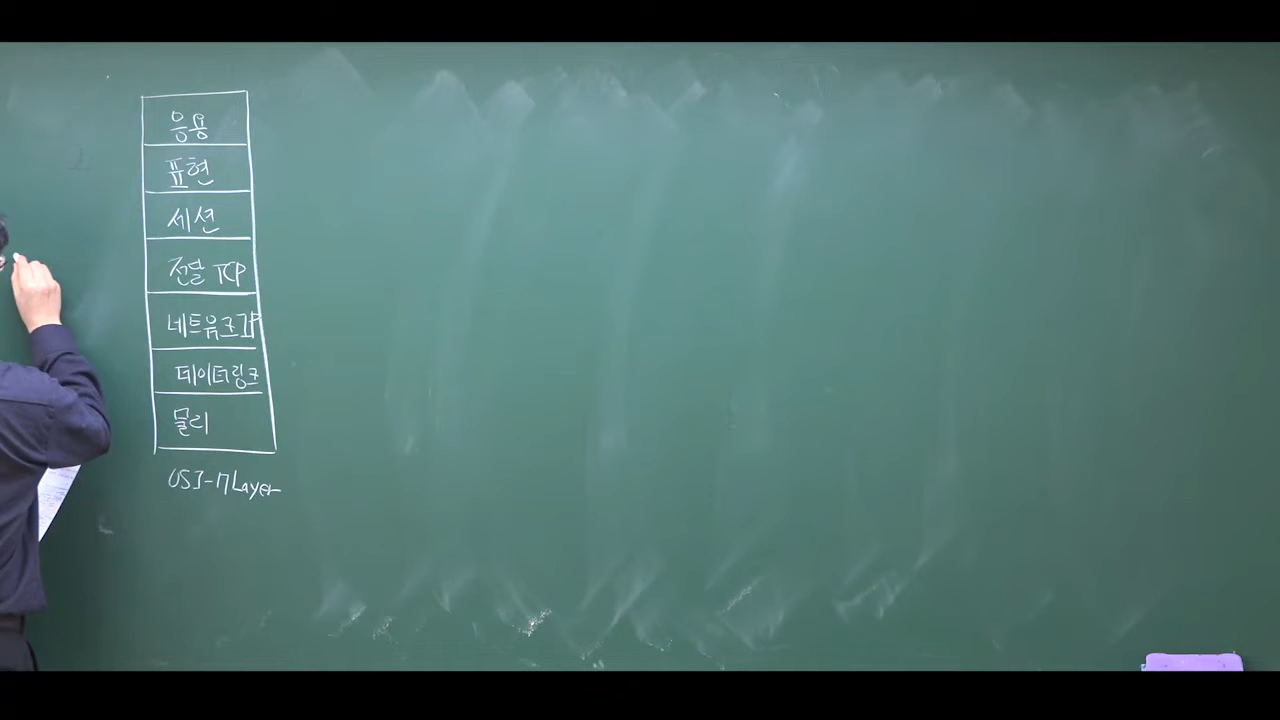 응용
표현
세션
전달 TCP
네트워크 IP
데이터링크
물리
OSI-7Layer